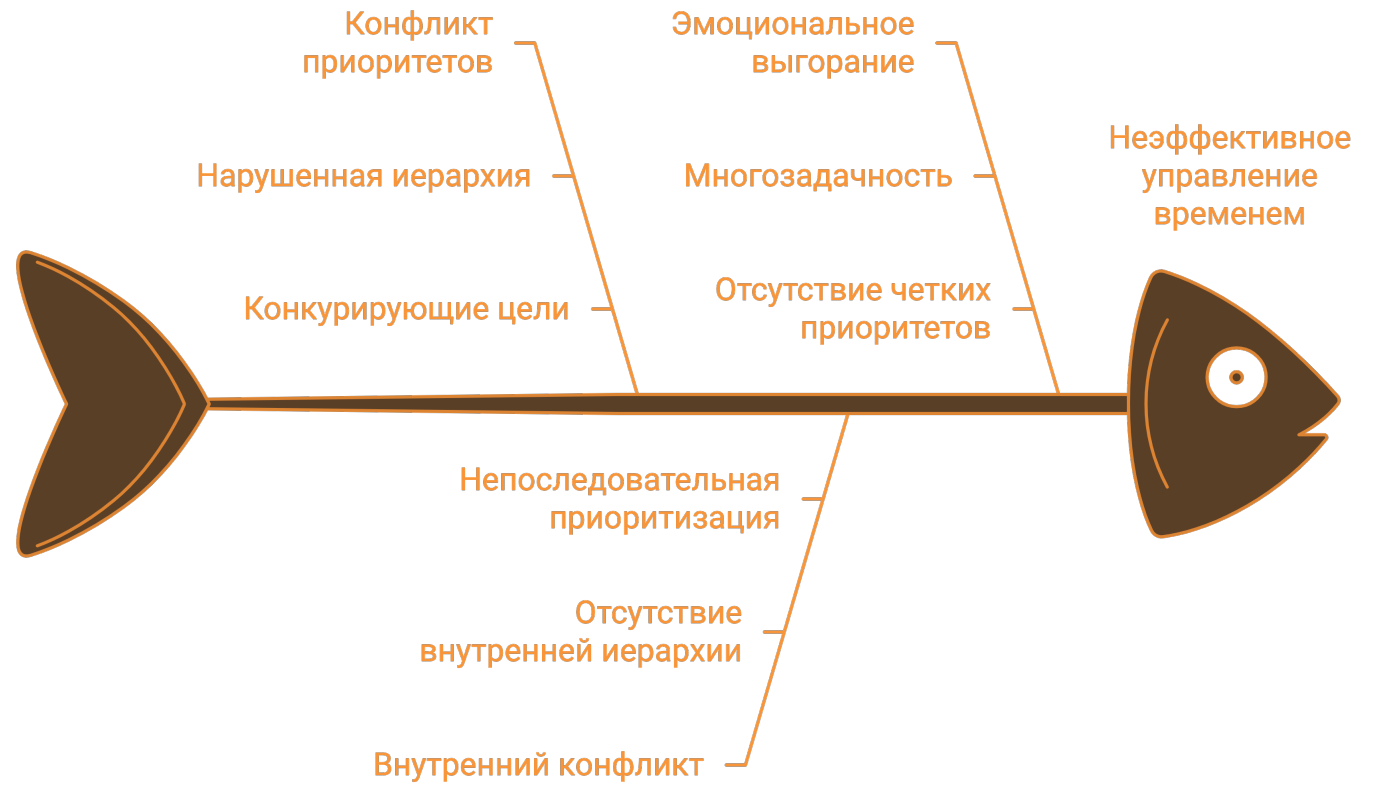 Конфликт
приоритетов
Нарушенная иерархия
Конкурирующие цели
Эмоциональное
выгорание
Многозадачность
Отсутствие четких
приоритетов
Неэффективное
управление
временем
Непоследовательная
приоритизация
Отсутствие
внутренней иерархии
Внутренний конфликт